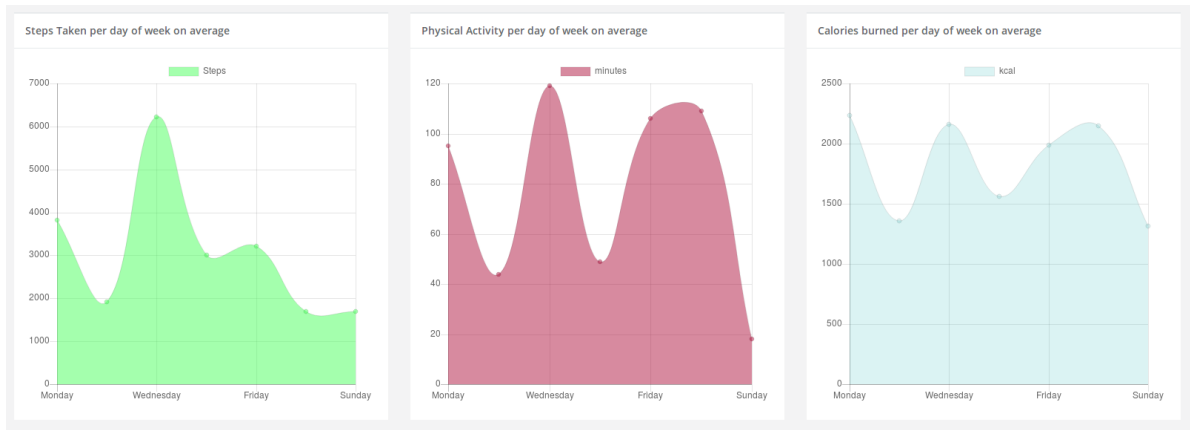 Steps Taken per day of week on average
Steps
7000
6000
5000
4000
3000
2000
1000
0
Monday Wednesday Friday Sunday
Physical Activity per day of week on average
minutes
120
100
80
60
40
20
0
Monday Wednesday Friday Sunday
Calories burned per day of week on average
kcal
2500
2000
1500
1000
500
0
Monday Wednesday Friday Sunday